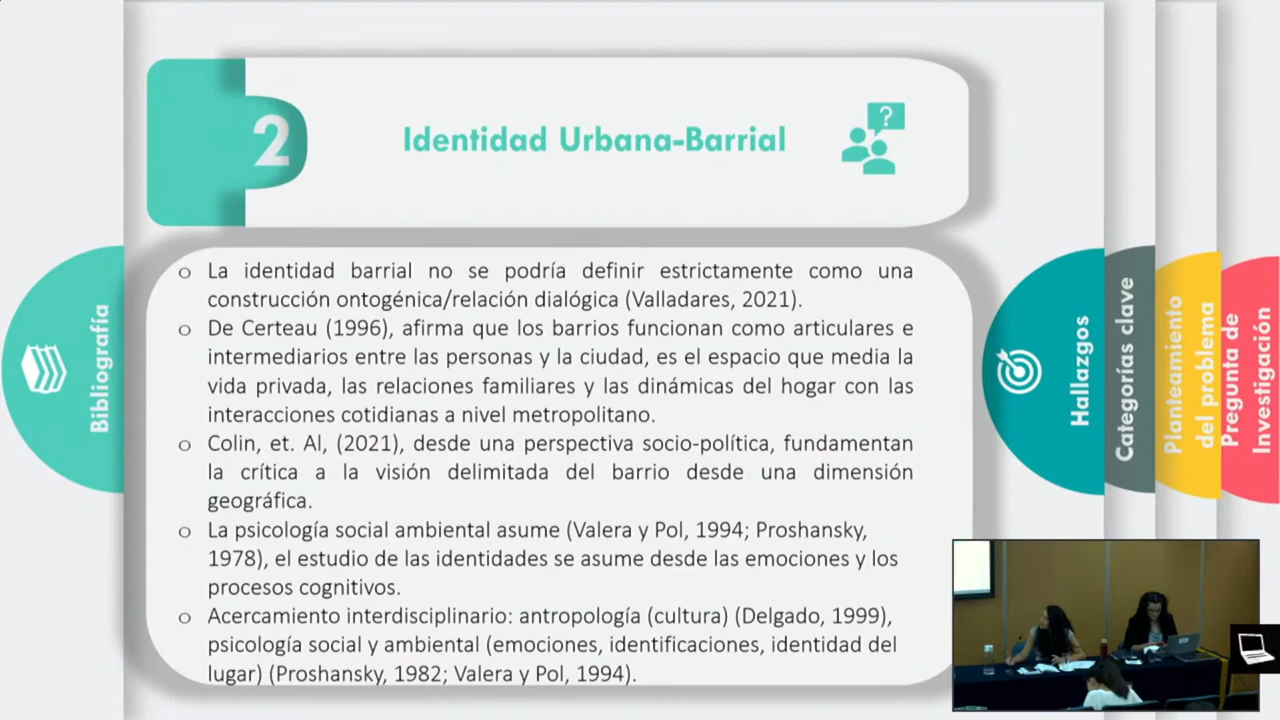 2
Identidad Urbana-Barrial
?
o La identidad barrial no se podría definir estrictamente como una
construcción ontogénica/relación dialógica (Valladares, 2021).
o De Certeau (1996), afirma que los barrios funcionan como articulares e
intermediarios entre las personas y la ciudad, es el espacio que media la
vida privada, las relaciones familiares y las dinámicas del hogar con las
interacciones cotidianas a nivel metropolitano.
o Colin, et. Al, (2021), desde una perspectiva socio-política, fundamentan
la crítica a la visión delimitada del barrio desde una dimensión
geográfica.
o La psicología social ambiental asume (Valera y Pol, 1994; Proshansky,
1978), el estudio de las identidades se asume desde las emociones y los
procesos cognitivos.
o Acercamiento interdisciplinario: antropología (cultura) (Delgado, 1999),
psicología social y ambiental (emociones, identificaciones, identidad del
lugar) (Proshansky, 1982; Valera y Pol, 1994).
Bibliografía
Hallazgos
Categorías clave
Planteamiento
del problema
Pregunta de
Investigación